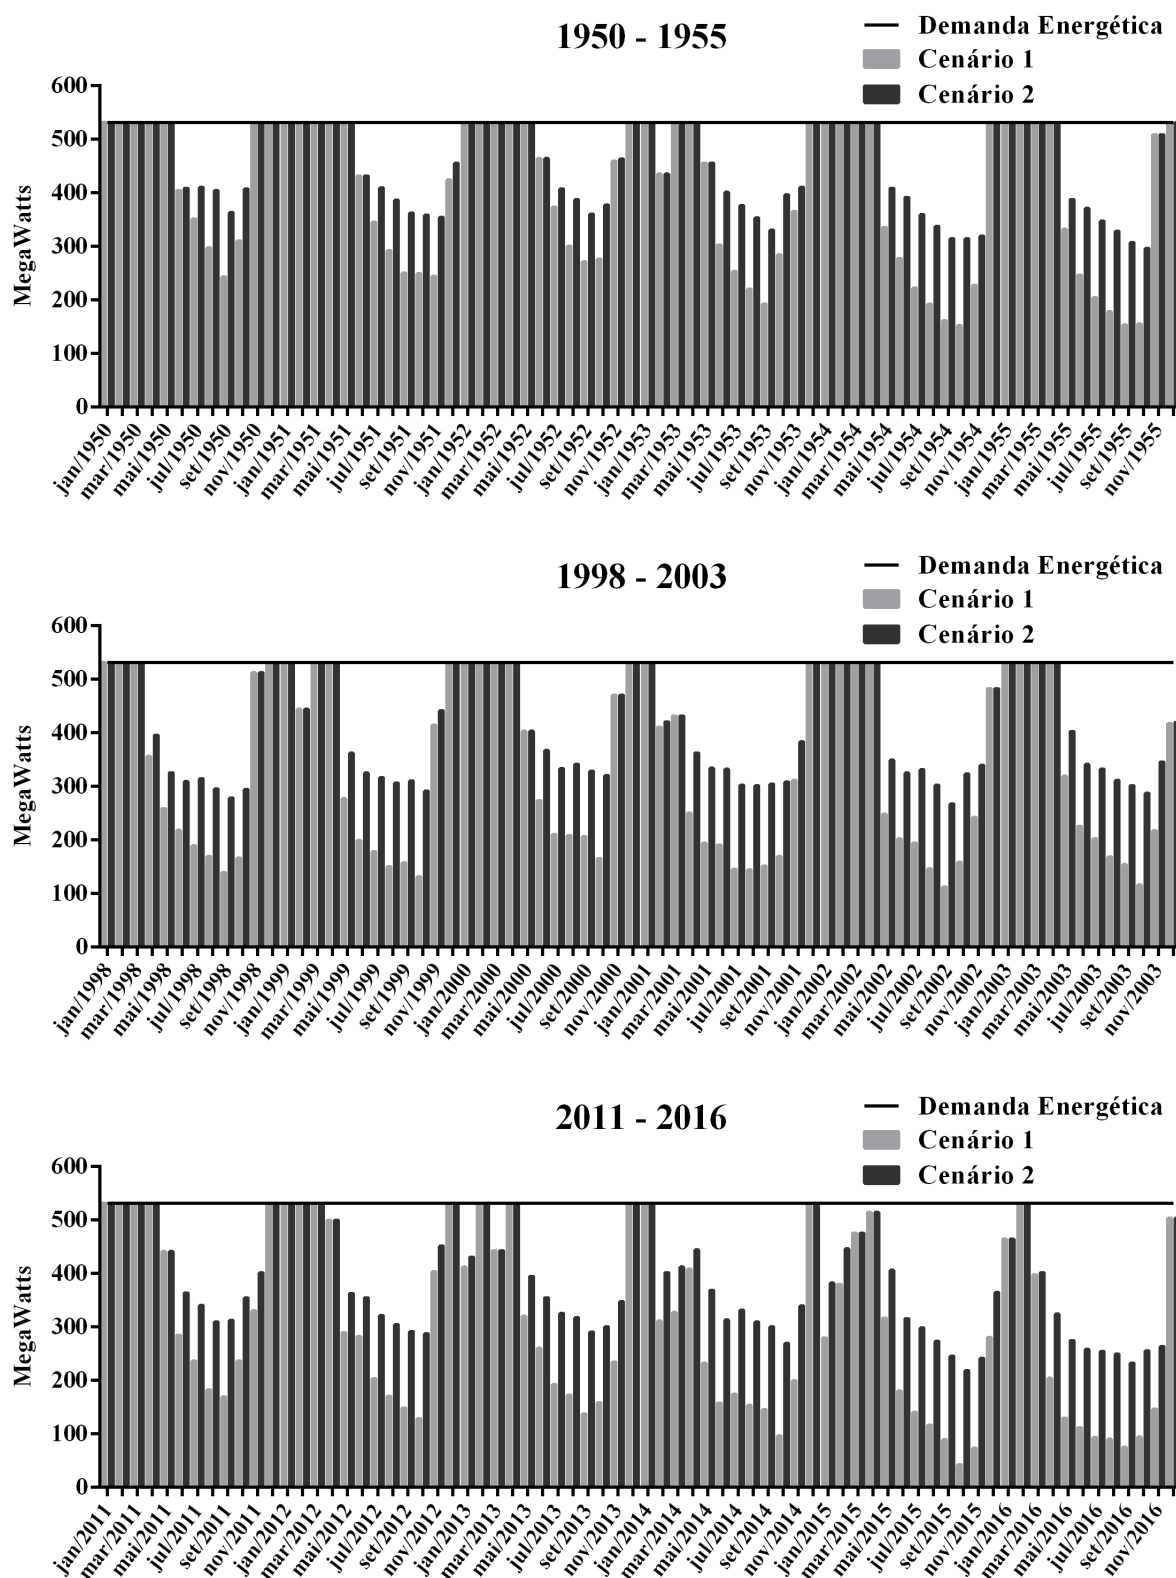 1950 - 1955
Demanda Energética
Cenário 1
Cenário 2
MegaWatts
600
500
400
300
200
100
0
jan/1950
mar/1950
mai/1950
jul/1950
set/1950
nov/1950
jan/1951
mar/1951
mai/1951
jul/1951
set/1951
nov/1951
jan/1952
mar/1952
mai/1952
jul/1952
set/1952
nov/1952
jan/1953
mar/1953
mai/1953
jul/1953
set/1953
nov/1953
jan/1954
mar/1954
mai/1954
jul/1954
set/1954
nov/1954
jan/1955
mar/1955
mai/1955
jul/1955
set/1955
nov/1955
1998 - 2003
Demanda Energética
Cenário 1
Cenário 2
MegaWatts
600
500
400
300
200
100
0
jan/1998
mar/1998
mai/1998
jul/1998
set/1998
nov/1998
jan/1999
mar/1999
mai/1999
jul/1999
set/1999
nov/1999
jan/2000
mar/2000
mai/2000
jul/2000
set/2000
nov/2000
jan/2001
mar/2001
mai/2001
jul/2001
set/2001
nov/2001
jan/2002
mar/2002
mai/2002
jul/2002
set/2002
nov/2002
jan/2003
mar/2003
mai/2003
jul/2003
set/2003
nov/2003
2011 - 2016
Demanda Energética
Cenário 1
Cenário 2
MegaWatts
600
500
400
300
200
100
0
jan/2011
mar/2011
mai/2011
jul/2011
set/2011
nov/2011
jan/2012
mar/2012
mai/2012
jul/2012
set/2012
nov/2012
jan/2013
mar/2013
mai/2013
jul/2013
set/2013
nov/2013
jan/2014
mar/2014
mai/2014
jul/2014
set/2014
nov/2014
jan/2015
mar/2015
mai/2015
jul/2015
set/2015
nov/2015
jan/2016
mar/2016
mai/2016
jul/2016
set/2016
nov/2016